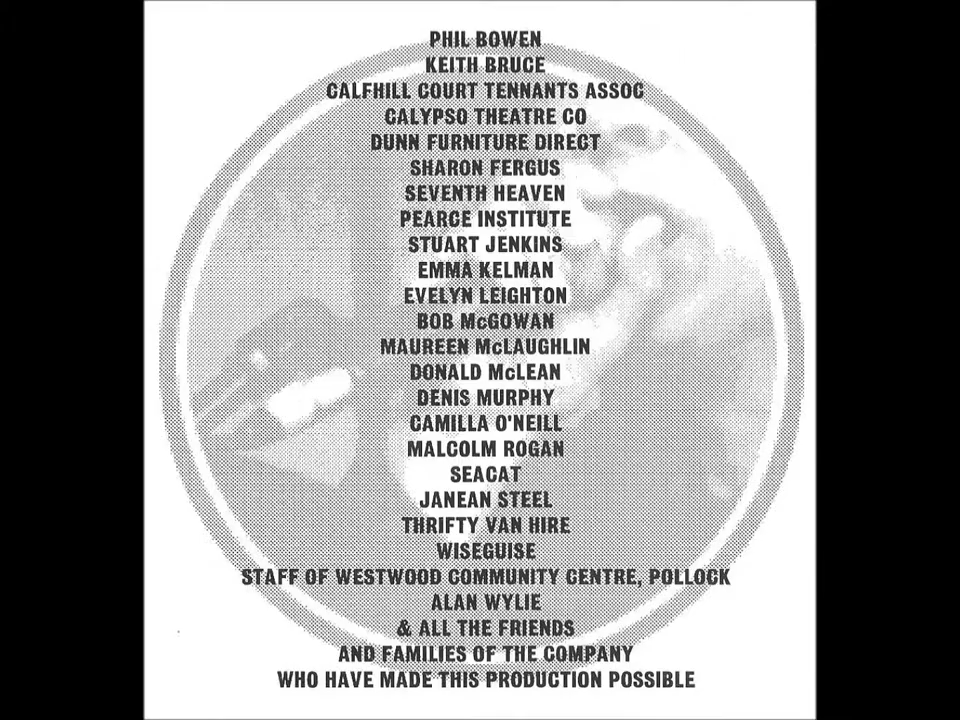 PHIL BOWEN
KEITH BRUCE
CALFHILL COURT TENNANTS ASSOC
CALYPSO THEATRE CO
DUNN FURNITURE DIRECT
SHARON FERGUS
SEVENTH HEAVEN
PEARCE INSTITUTE
STUART JENKINS
EMMA KELMAN
EVELYN LEIGHTON
BOB McGOWAN
MAUREEN McLAUGHLIN
DONALD McLEAN
DENIS MURPHY
CAMILLA O'NEILL
MALCOLM ROGAN
SEACAT
JANEAN STEEL
THRIFTY VAN HIRE
WISEGUISE
STAFF OF WESTWOOD COMMUNITY CENTRE, POLLOCK
ALAN WYLIE
& ALL THE FRIENDS
AND FAMILIES OF THE COMPANY
WHO HAVE MADE THIS PRODUCTION POSSIBLE